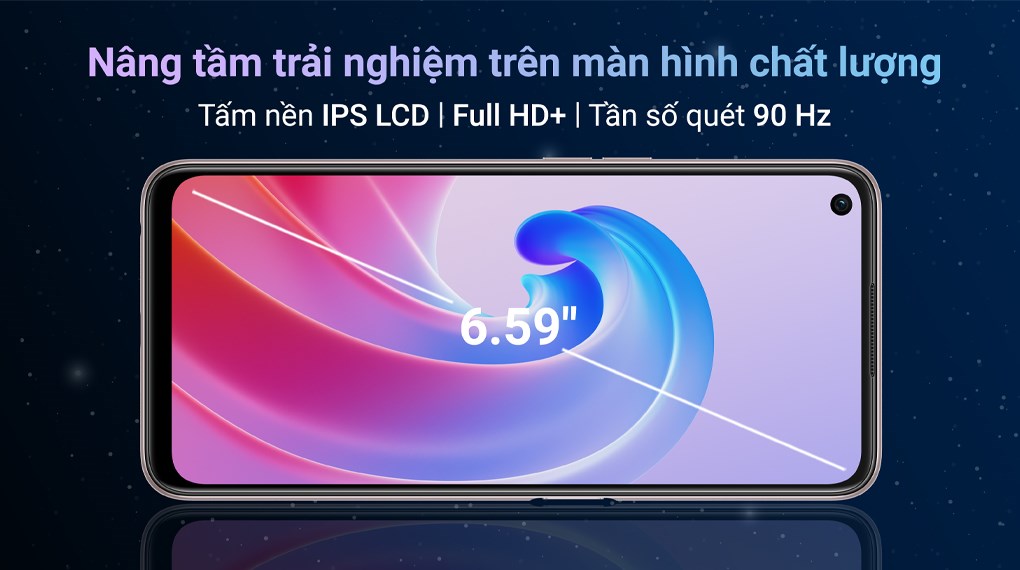 Nâng tầm trải nghiệm trên màn hình chất lượng
Tấm nền IPS LCD | Full HD+ | Tần số quét 90 Hz
6.59"